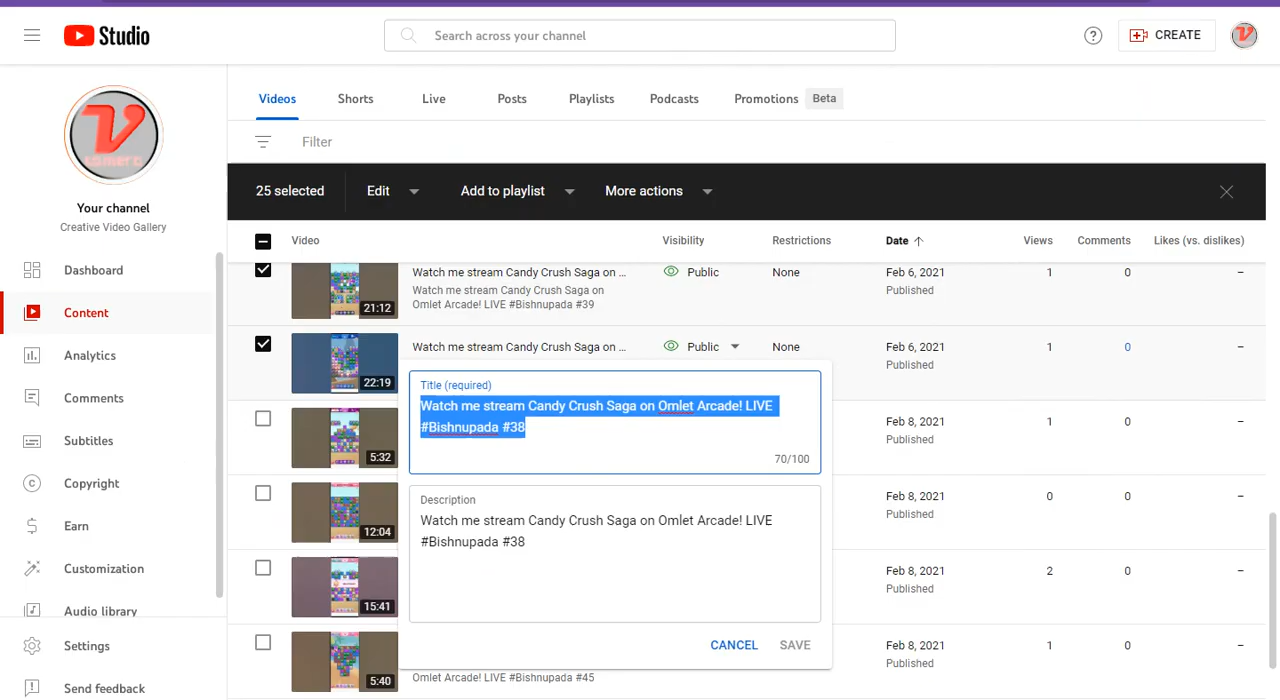 Studio
Search across your channel
?
CREATE
V
Your channel
Creative Video Gallery
Dashboard
Content
Analytics
Comments
Subtitles
Copyright
Earn
Customization
Audio library
Settings
Send feedback
Videos
Shorts
Live
Posts
Playlists
Podcasts
Promotions
Beta
Filter
25 selected
Edit
Add to playlist
More actions
Video
Visibility
Restrictions
Date
Views
Comments
Likes (vs. dislikes)
21:12
Watch me stream Candy Crush Saga on ...
Watch me stream Candy Crush Saga on
Omlet Arcade! LIVE #Bishnupada #39
Public
None
Feb 6, 2021
Published
1
0
–
22:19
Watch me stream Candy Crush Saga on ...
Public
None
Feb 6, 2021
Published
1
0
–
Title (required)
Watch me stream Candy Crush Saga on Omlet Arcade! LIVE
#Bishnupada #38
70/100
Description
Watch me stream Candy Crush Saga on Omlet Arcade! LIVE
#Bishnupada #38
CANCEL
SAVE
5:32
Feb 8, 2021
Published
1
0
–
12:04
Feb 8, 2021
Published
0
0
–
15:41
Feb 8, 2021
Published
2
0
–
5:40
Omlet Arcade! LIVE #Bishnupada #45
Feb 8, 2021
Published
1
0
–